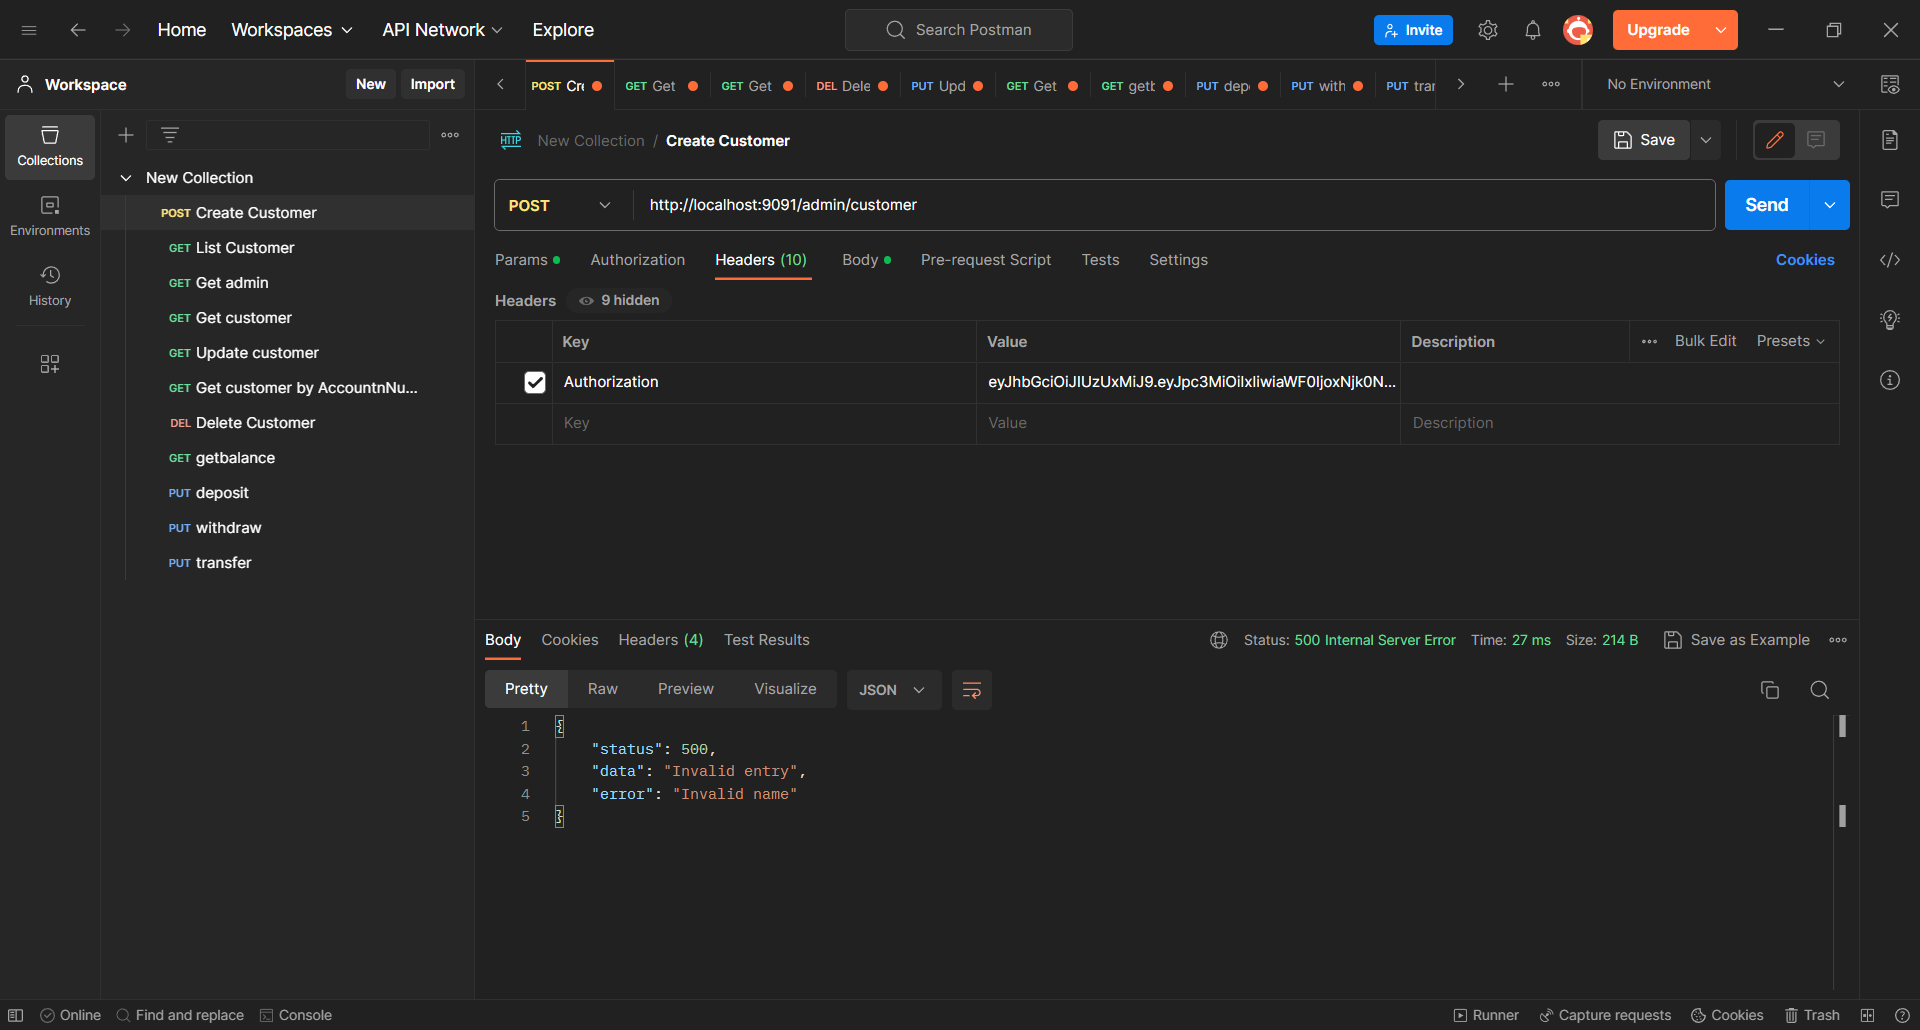 Home Workspaces API Network Explore Search Postman Invite Upgrade
Workspace New Import POST Cre GET Get GET Get DEL Dele PUT Upd GET Get GET getb PUT dep PUT with PUT trar No Environment
Collections
Environments
History
New Collection
POST Create Customer
GET List Customer
GET Get admin
GET Get customer
GET Update customer
GET Get customer by AccountnNu...
DEL Delete Customer
GET getbalance
PUT deposit
PUT withdraw
PUT transfer
HTTP New Collection / Create Customer Save
POST http://localhost:9091/admin/customer Send
Params Authorization Headers (10) Body Pre-request Script Tests Settings Cookies
Headers 9 hidden
Key Value Description Bulk Edit Presets
Authorization eyJhbGciOiJIUzUxMiJ9.eyJpc3MiOiIxIiwiaWF0IjoxNjk0N...
Key Value Description
Body Cookies Headers (4) Test Results Status: 500 Internal Server Error Time: 27 ms Size: 214 B Save as Example
Pretty Raw Preview Visualize JSON
1 {
2 "status": 500,
3 "data": "Invalid entry",
4 "error": "Invalid name"
5 }
Online Find and replace Console Runner Capture requests Cookies Trash